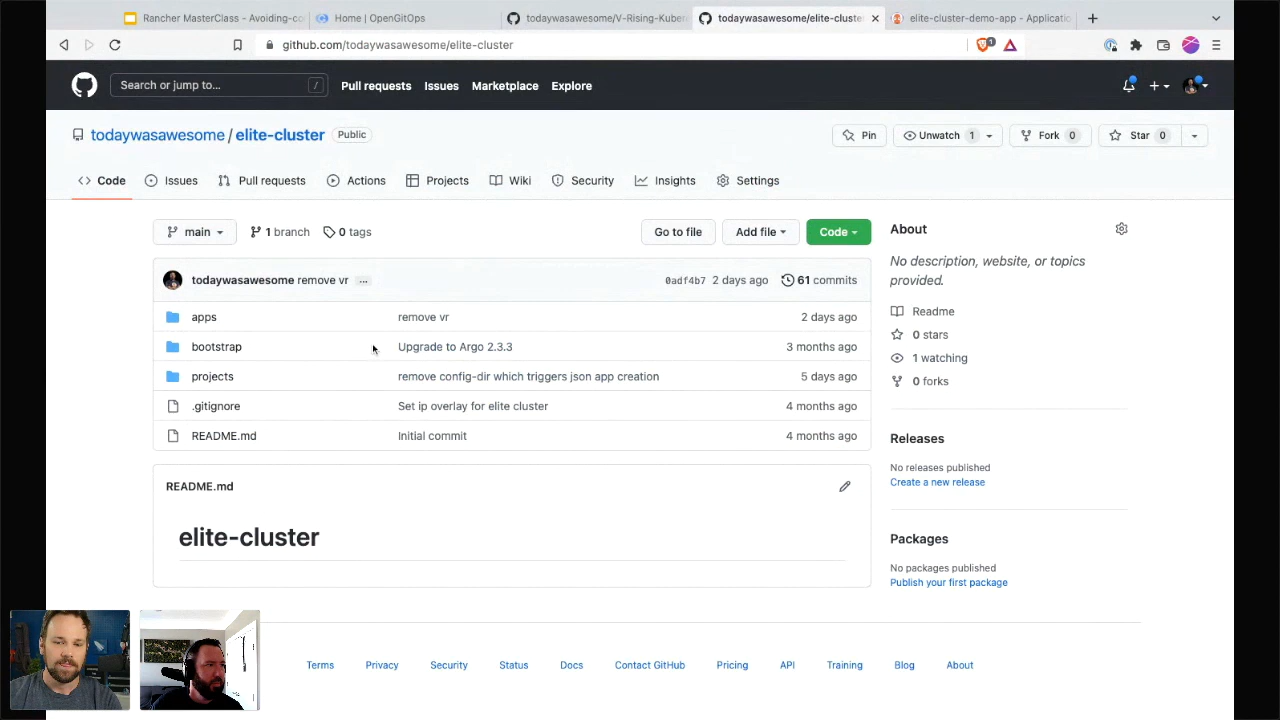 Rancher MasterClass - Avoiding-co
Home | OpenGitOps
todaywasawesome/V-Rising-Kuber
todaywasawesome/elite-cluste
elite-cluster-demo-app - Applicatio
github.com/todaywasawesome/elite-cluster
1
Search or jump to...
/
Pull requests
Issues
Marketplace
Explore
todaywasawesome / elite-cluster
Public
Pin
Unwatch 1
Fork 0
Star 0
Code
Issues
Pull requests
Actions
Projects
Wiki
Security
Insights
Settings
main
1 branch
0 tags
Go to file
Add file
Code
todaywasawesome remove vr ...
0adf4b7 2 days ago
61 commits
apps
remove vr
2 days ago
bootstrap
Upgrade to Argo 2.3.3
3 months ago
projects
remove config-dir which triggers json app creation
5 days ago
.gitignore
Set ip overlay for elite cluster
4 months ago
README.md
Initial commit
4 months ago
README.md
elite-cluster
About
No description, website, or topics
provided.
Readme
0 stars
1 watching
0 forks
Releases
No releases published
Create a new release
Packages
No packages published
Publish your first package
Terms
Privacy
Security
Status
Docs
Contact GitHub
Pricing
API
Training
Blog
About